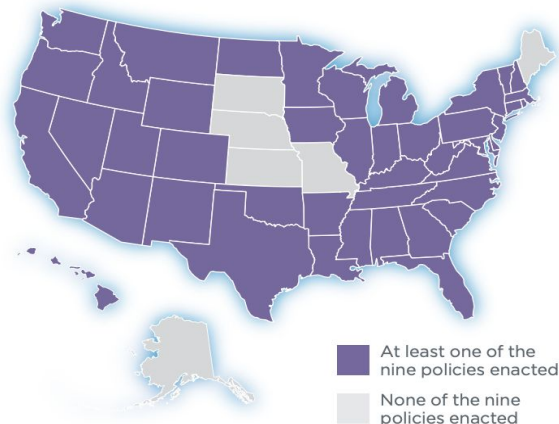 At least one of the
nine policies enacted
None of the nine
policies enacted